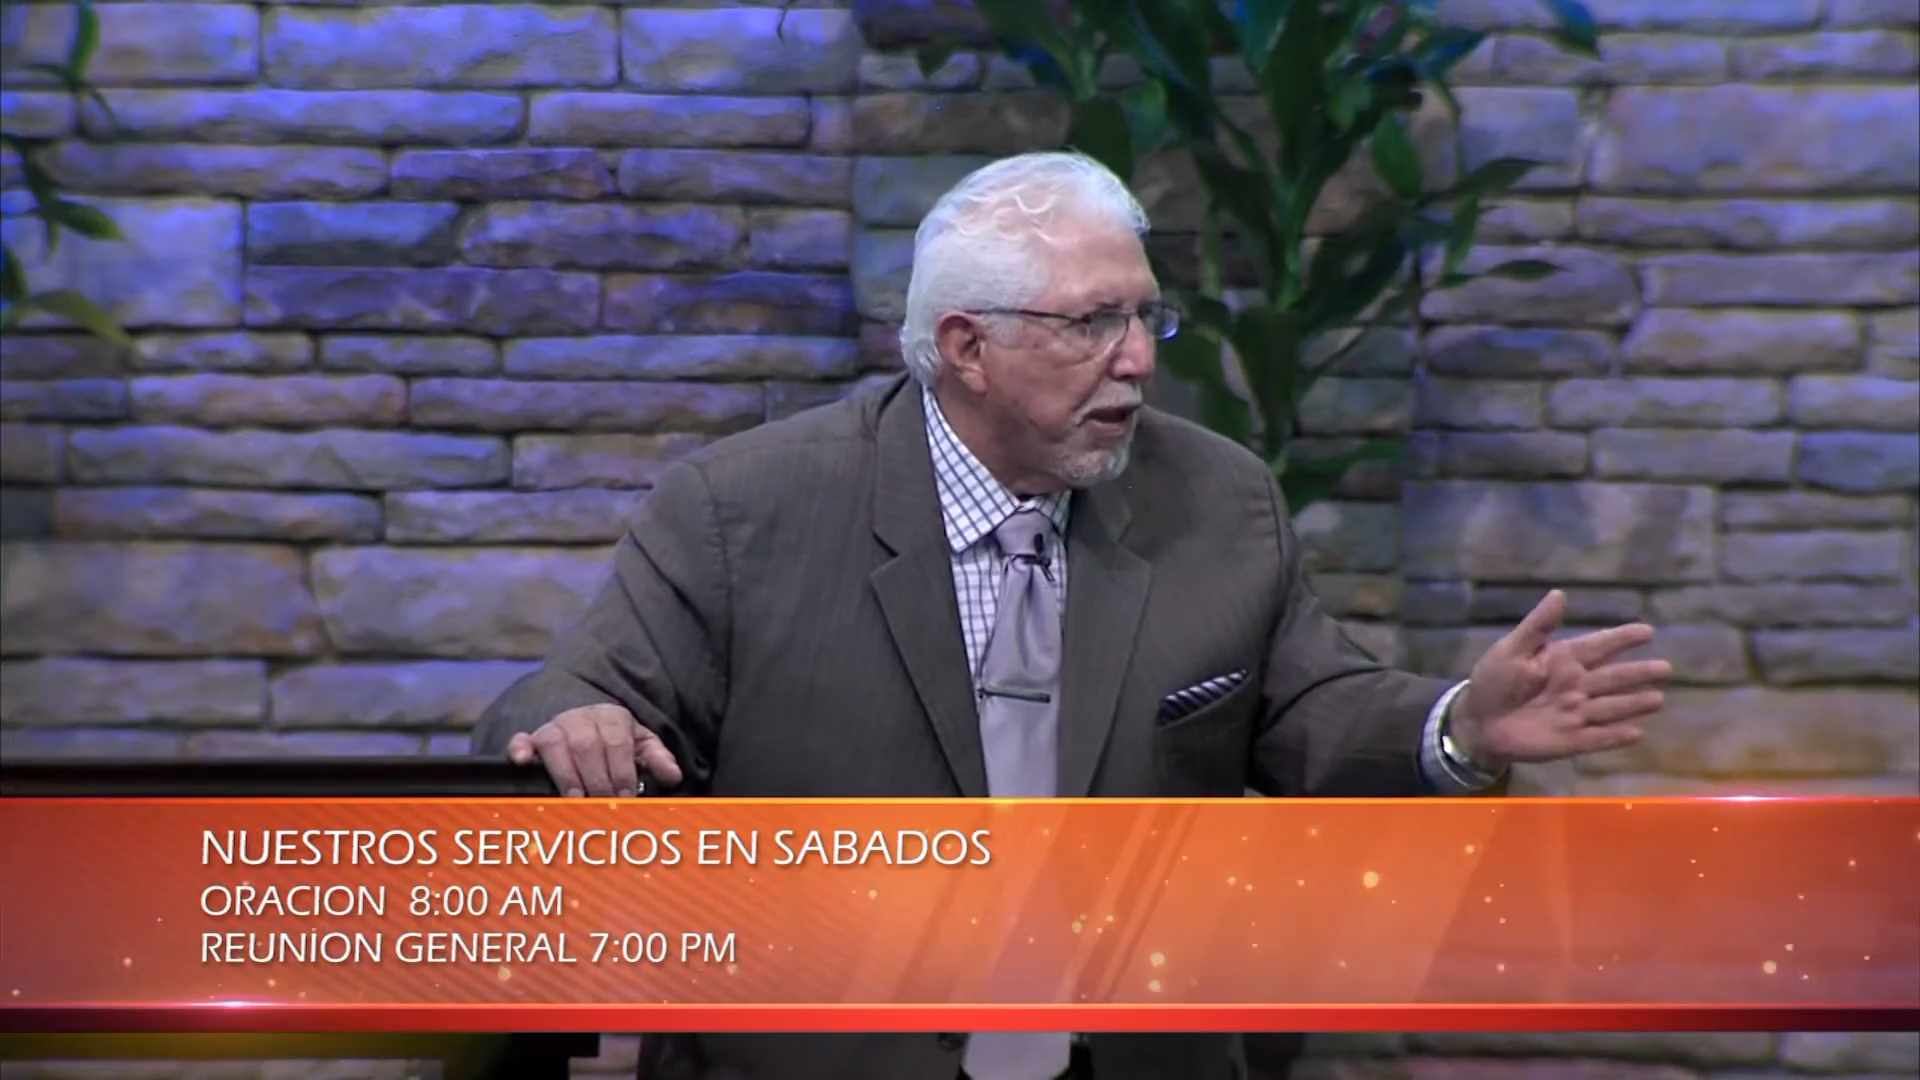 NUESTROS SERVICIOS EN SABADOS
ORACION 8:00 AM
REUNION GENERAL 7:00 PM